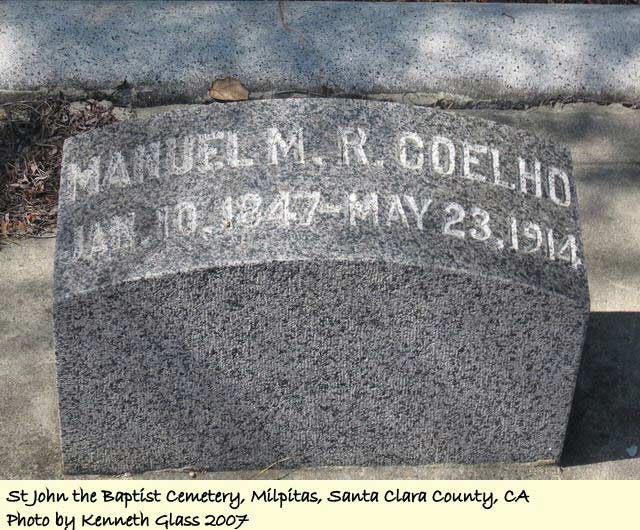 MANUEL M. R. COELHO
JAN. 10, 1847-MAY 23, 1914
St John the Baptist Cemetery, Milpitas, Santa Clara County, CA
Photo by Kenneth Glass 2007